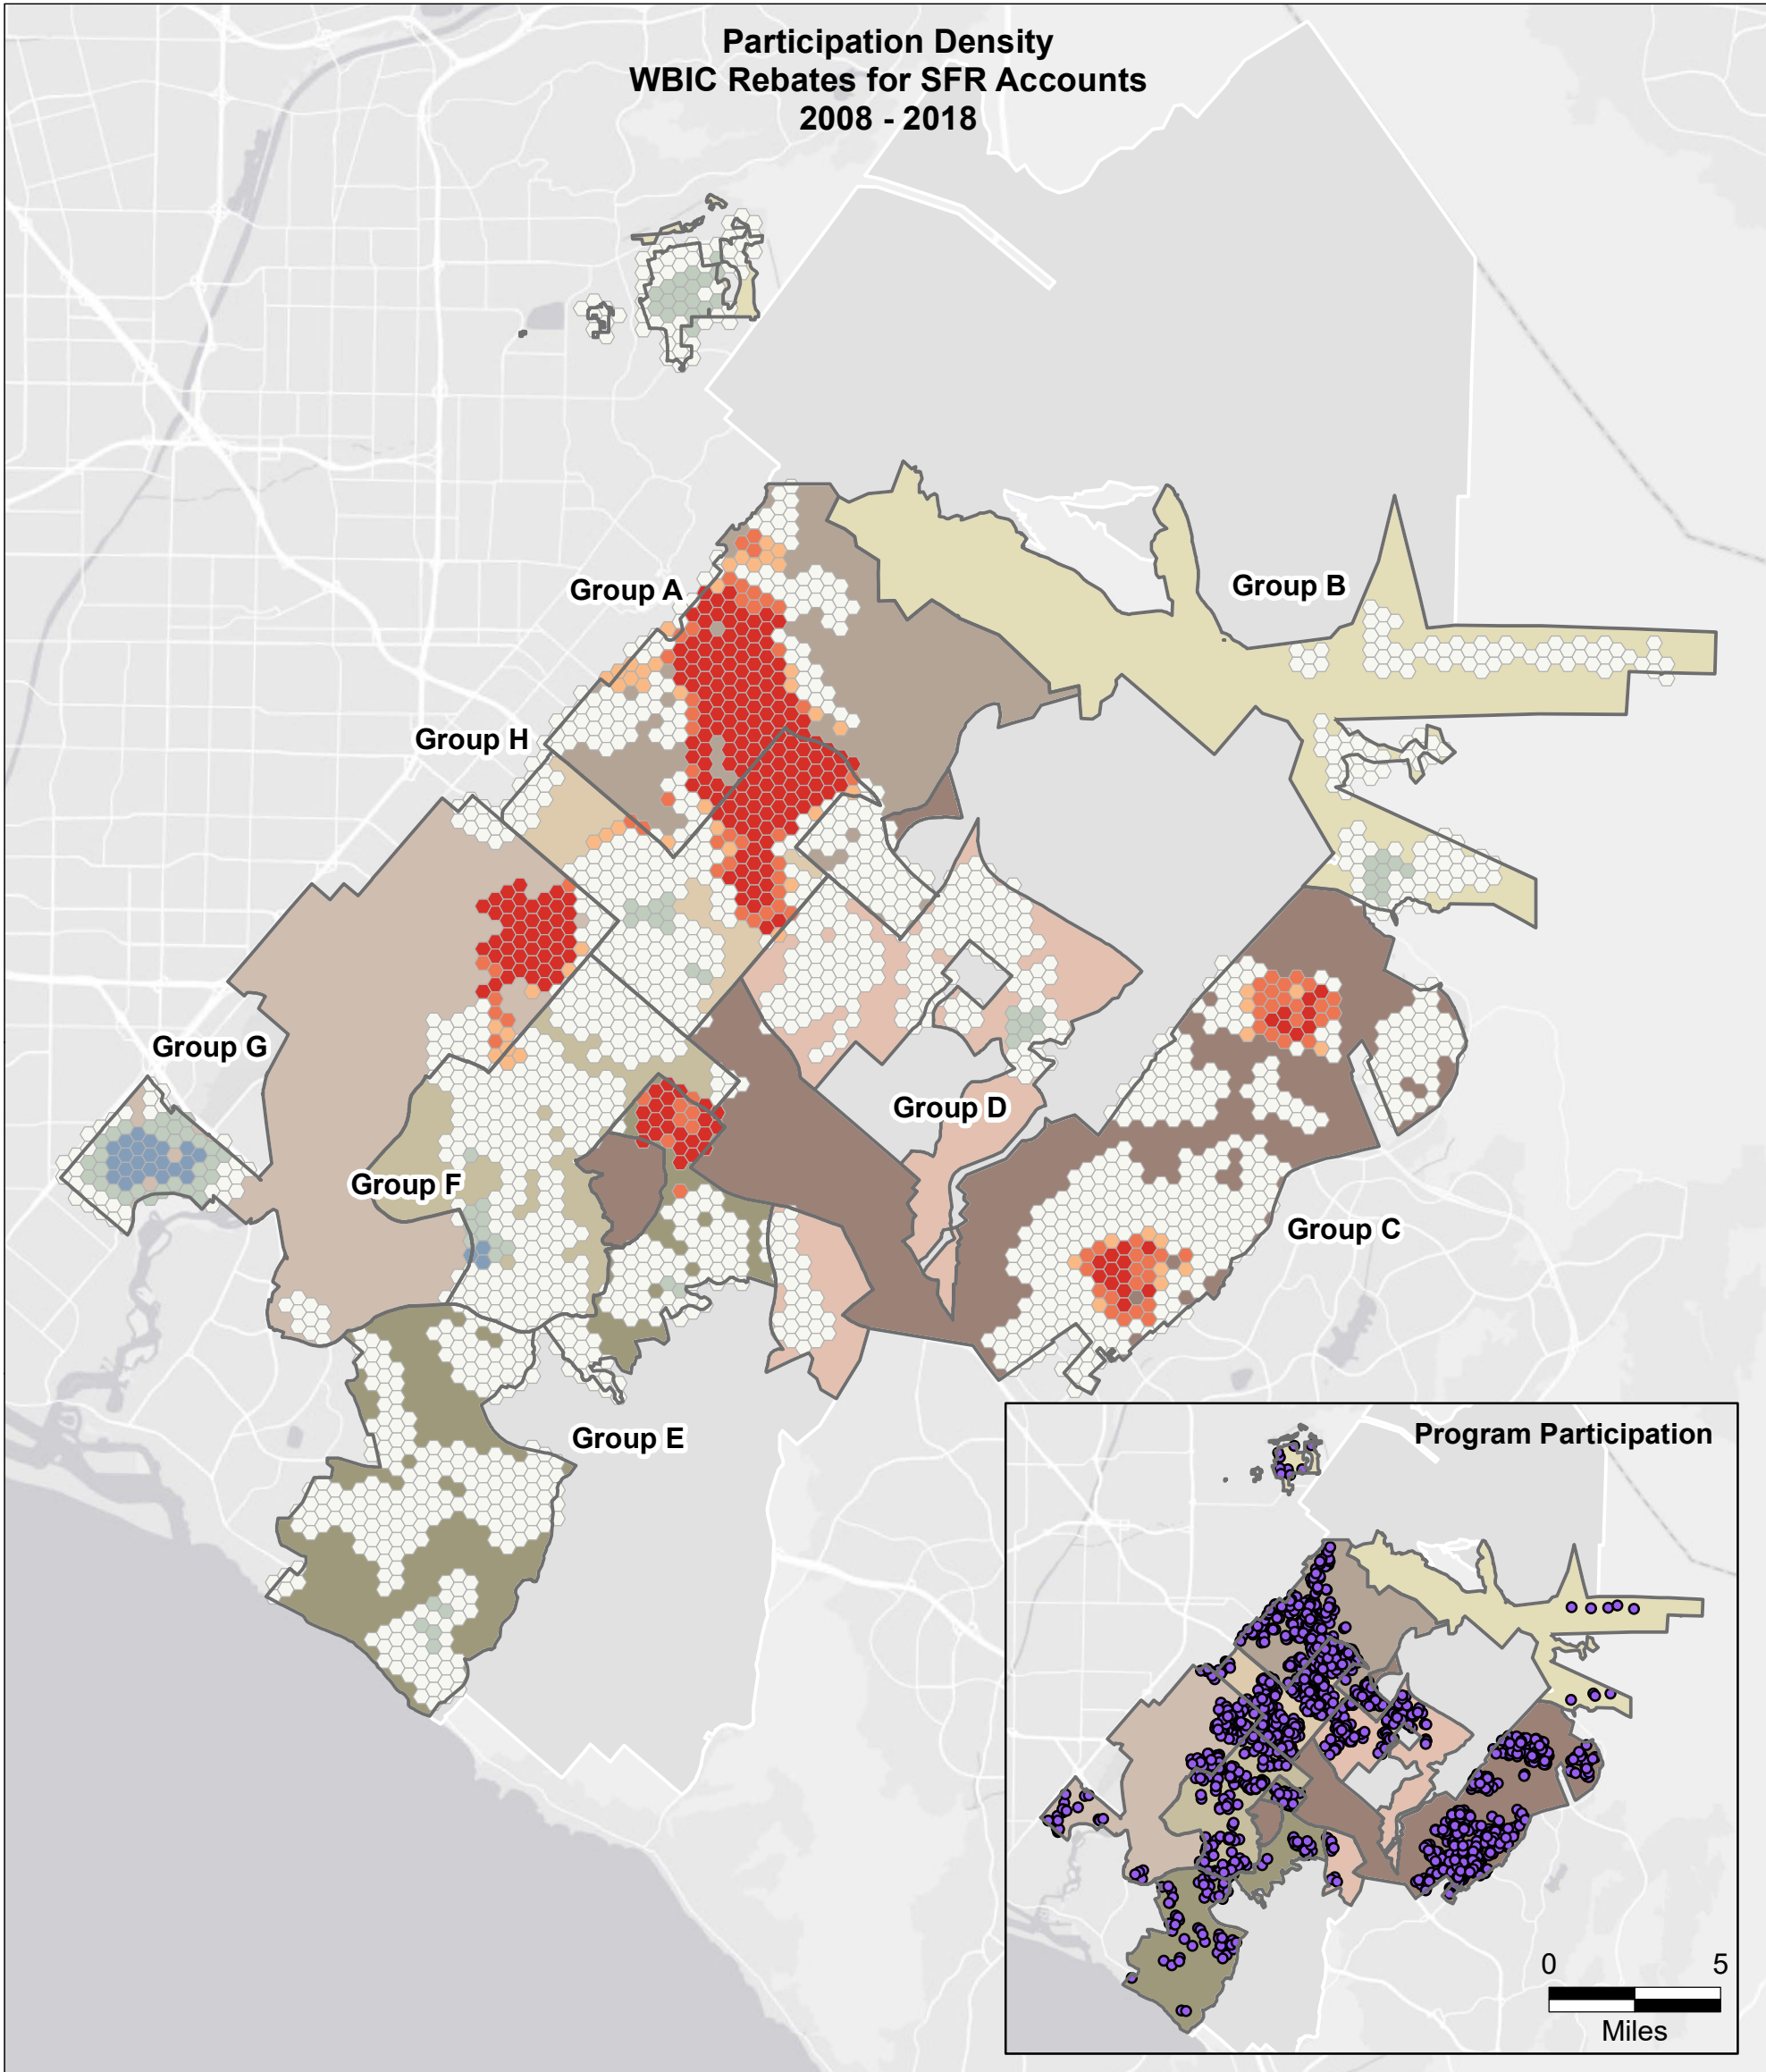 Participation Density
WBIC Rebates for SFR Accounts
2008 - 2018
Group A
Group B
Group H
Group G
Group D
Group F
Group C
Group E
Program Participation
0 5
Miles